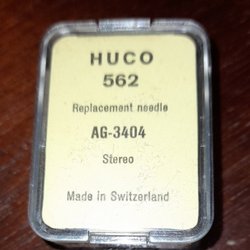 HUCO
562
Replacement needle
AG-3404
Stereo
Made in Switzerland